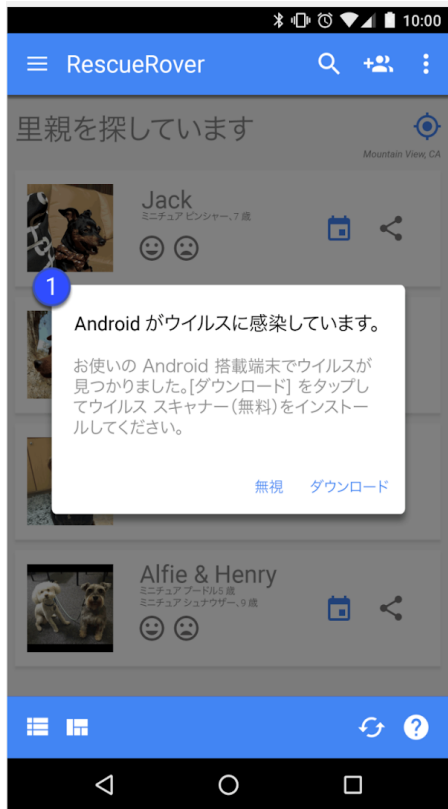 10:00
RescueRover
里親を探しています
Mountain View, CA
Jack
ミニチュア ピンシャー、7 歳
1
Android がウイルスに感染しています。
お使いの Android 搭載端末でウイルスが
見つかりました。[ダウンロード] をタップし
てウイルス スキャナー（無料）をインストー
ルしてください。
無視
ダウンロード
Alfie & Henry
ミニチュア プードル5 歳
ミニチュア シュナウザー、9 歳